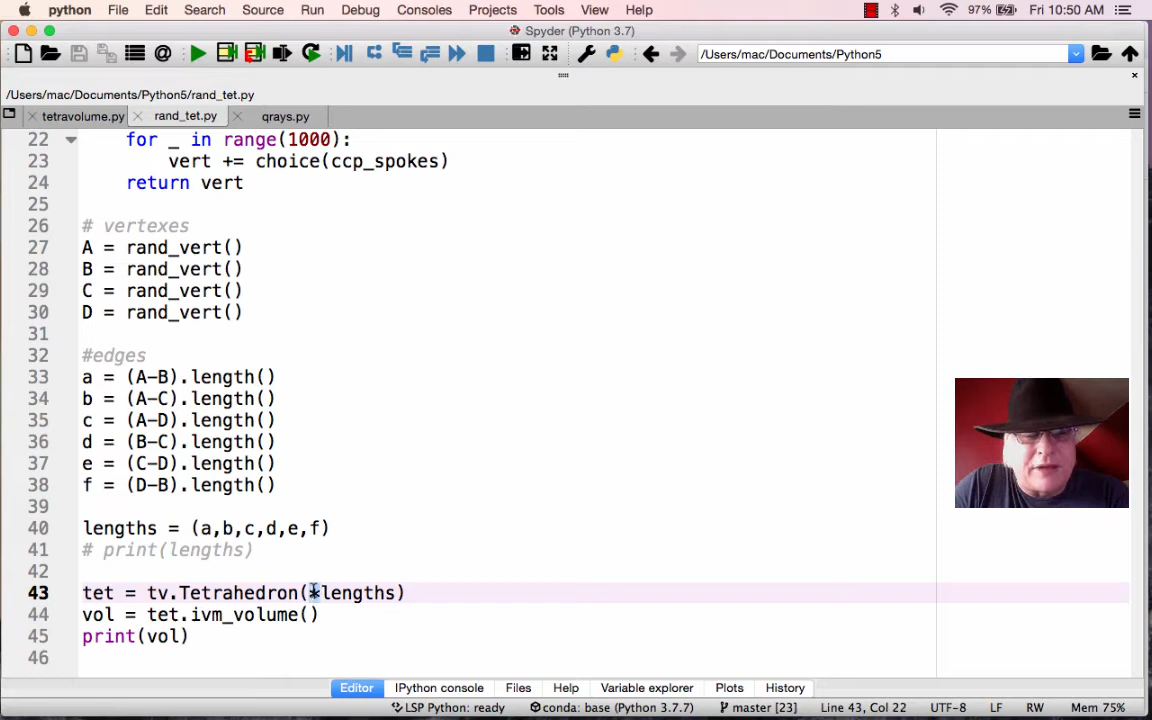 python File Edit Search Source Run Debug Consoles Projects Tools View Help 97% Fri 10:50 AM
Spyder (Python 3.7)
/Users/mac/Documents/Python5
/Users/mac/Documents/Python5/rand_tet.py
tetravolume.py rand_tet.py qrays.py
22 for _ in range(1000):
23 vert += choice(ccp_spokes)
24 return vert
25
26 # vertexes
27 A = rand_vert()
28 B = rand_vert()
29 C = rand_vert()
30 D = rand_vert()
31
32 #edges
33 a = (A-B).length()
34 b = (A-C).length()
35 c = (A-D).length()
36 d = (B-C).length()
37 e = (C-D).length()
38 f = (D-B).length()
39
40 lengths = (a,b,c,d,e,f)
41 # print(lengths)
42
43 tet = tv.Tetrahedron(*lengths)
44 vol = tet.ivm_volume()
45 print(vol)
46
Editor IPython console Files Help Variable explorer Plots History
LSP Python: ready conda: base (Python 3.7.7) master [23] Line 43, Col 22 UTF-8 LF RW Mem 75%